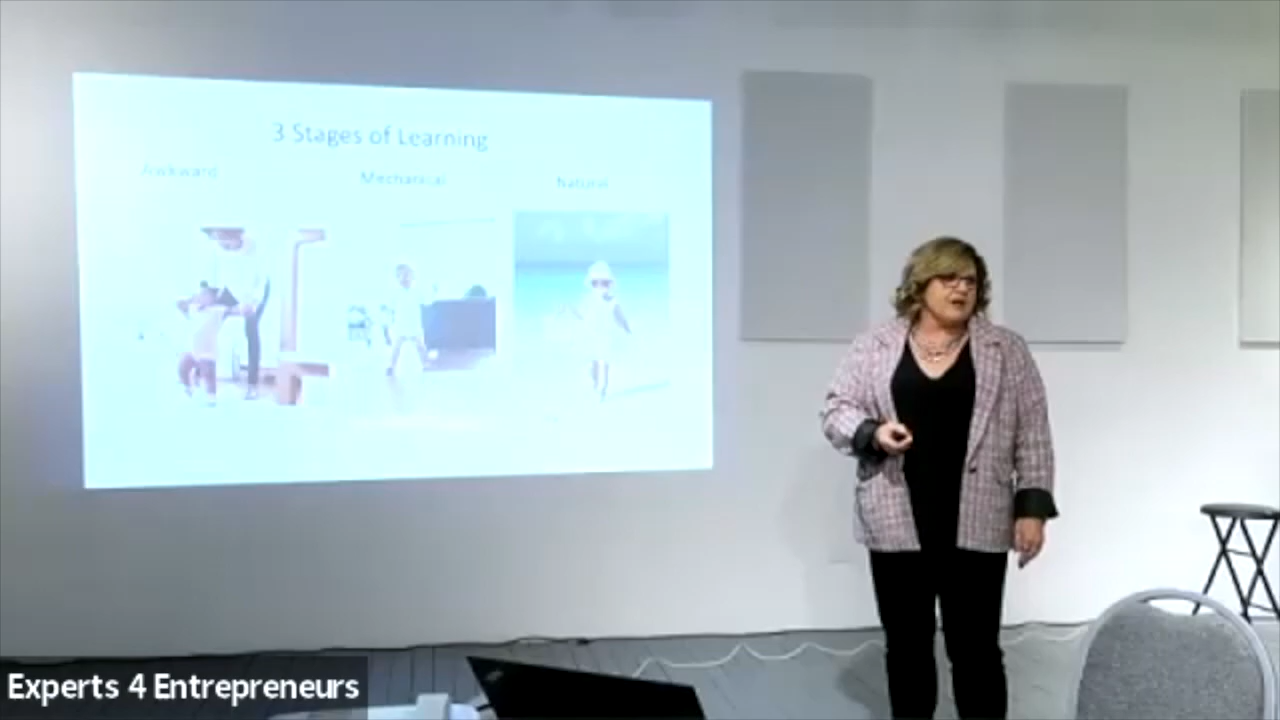 3 Stages of Learning
Awkward
Mechanical
Natural
Experts 4 Entrepreneurs